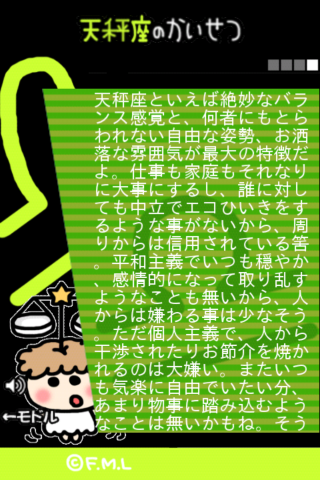 天秤座のかいせつ
天秤座といえば絶妙なバラ
ンス感覚と、何者にもとら
われない自由な姿勢、お洒
落な雰囲気が最大の特徴だ
よ。仕事も家庭もそれなり
に大事にするし、誰に対し
ても中立でエコひいきをす
るような事がないから、周
りからは信用されている筈
。平和主義でいつも穏やか
、感情的になって取り乱す
ようなことも無いから、人
からは嫌わる事は少なそう
。ただ個人主義で、人から
干渉されたりお節介を焼か
れるのは大嫌い。またいつ
も気楽に自由でいたい分、
あまり物事に踏み込むよう
なことは無いかもね。そう
←モドル
©F.M.L